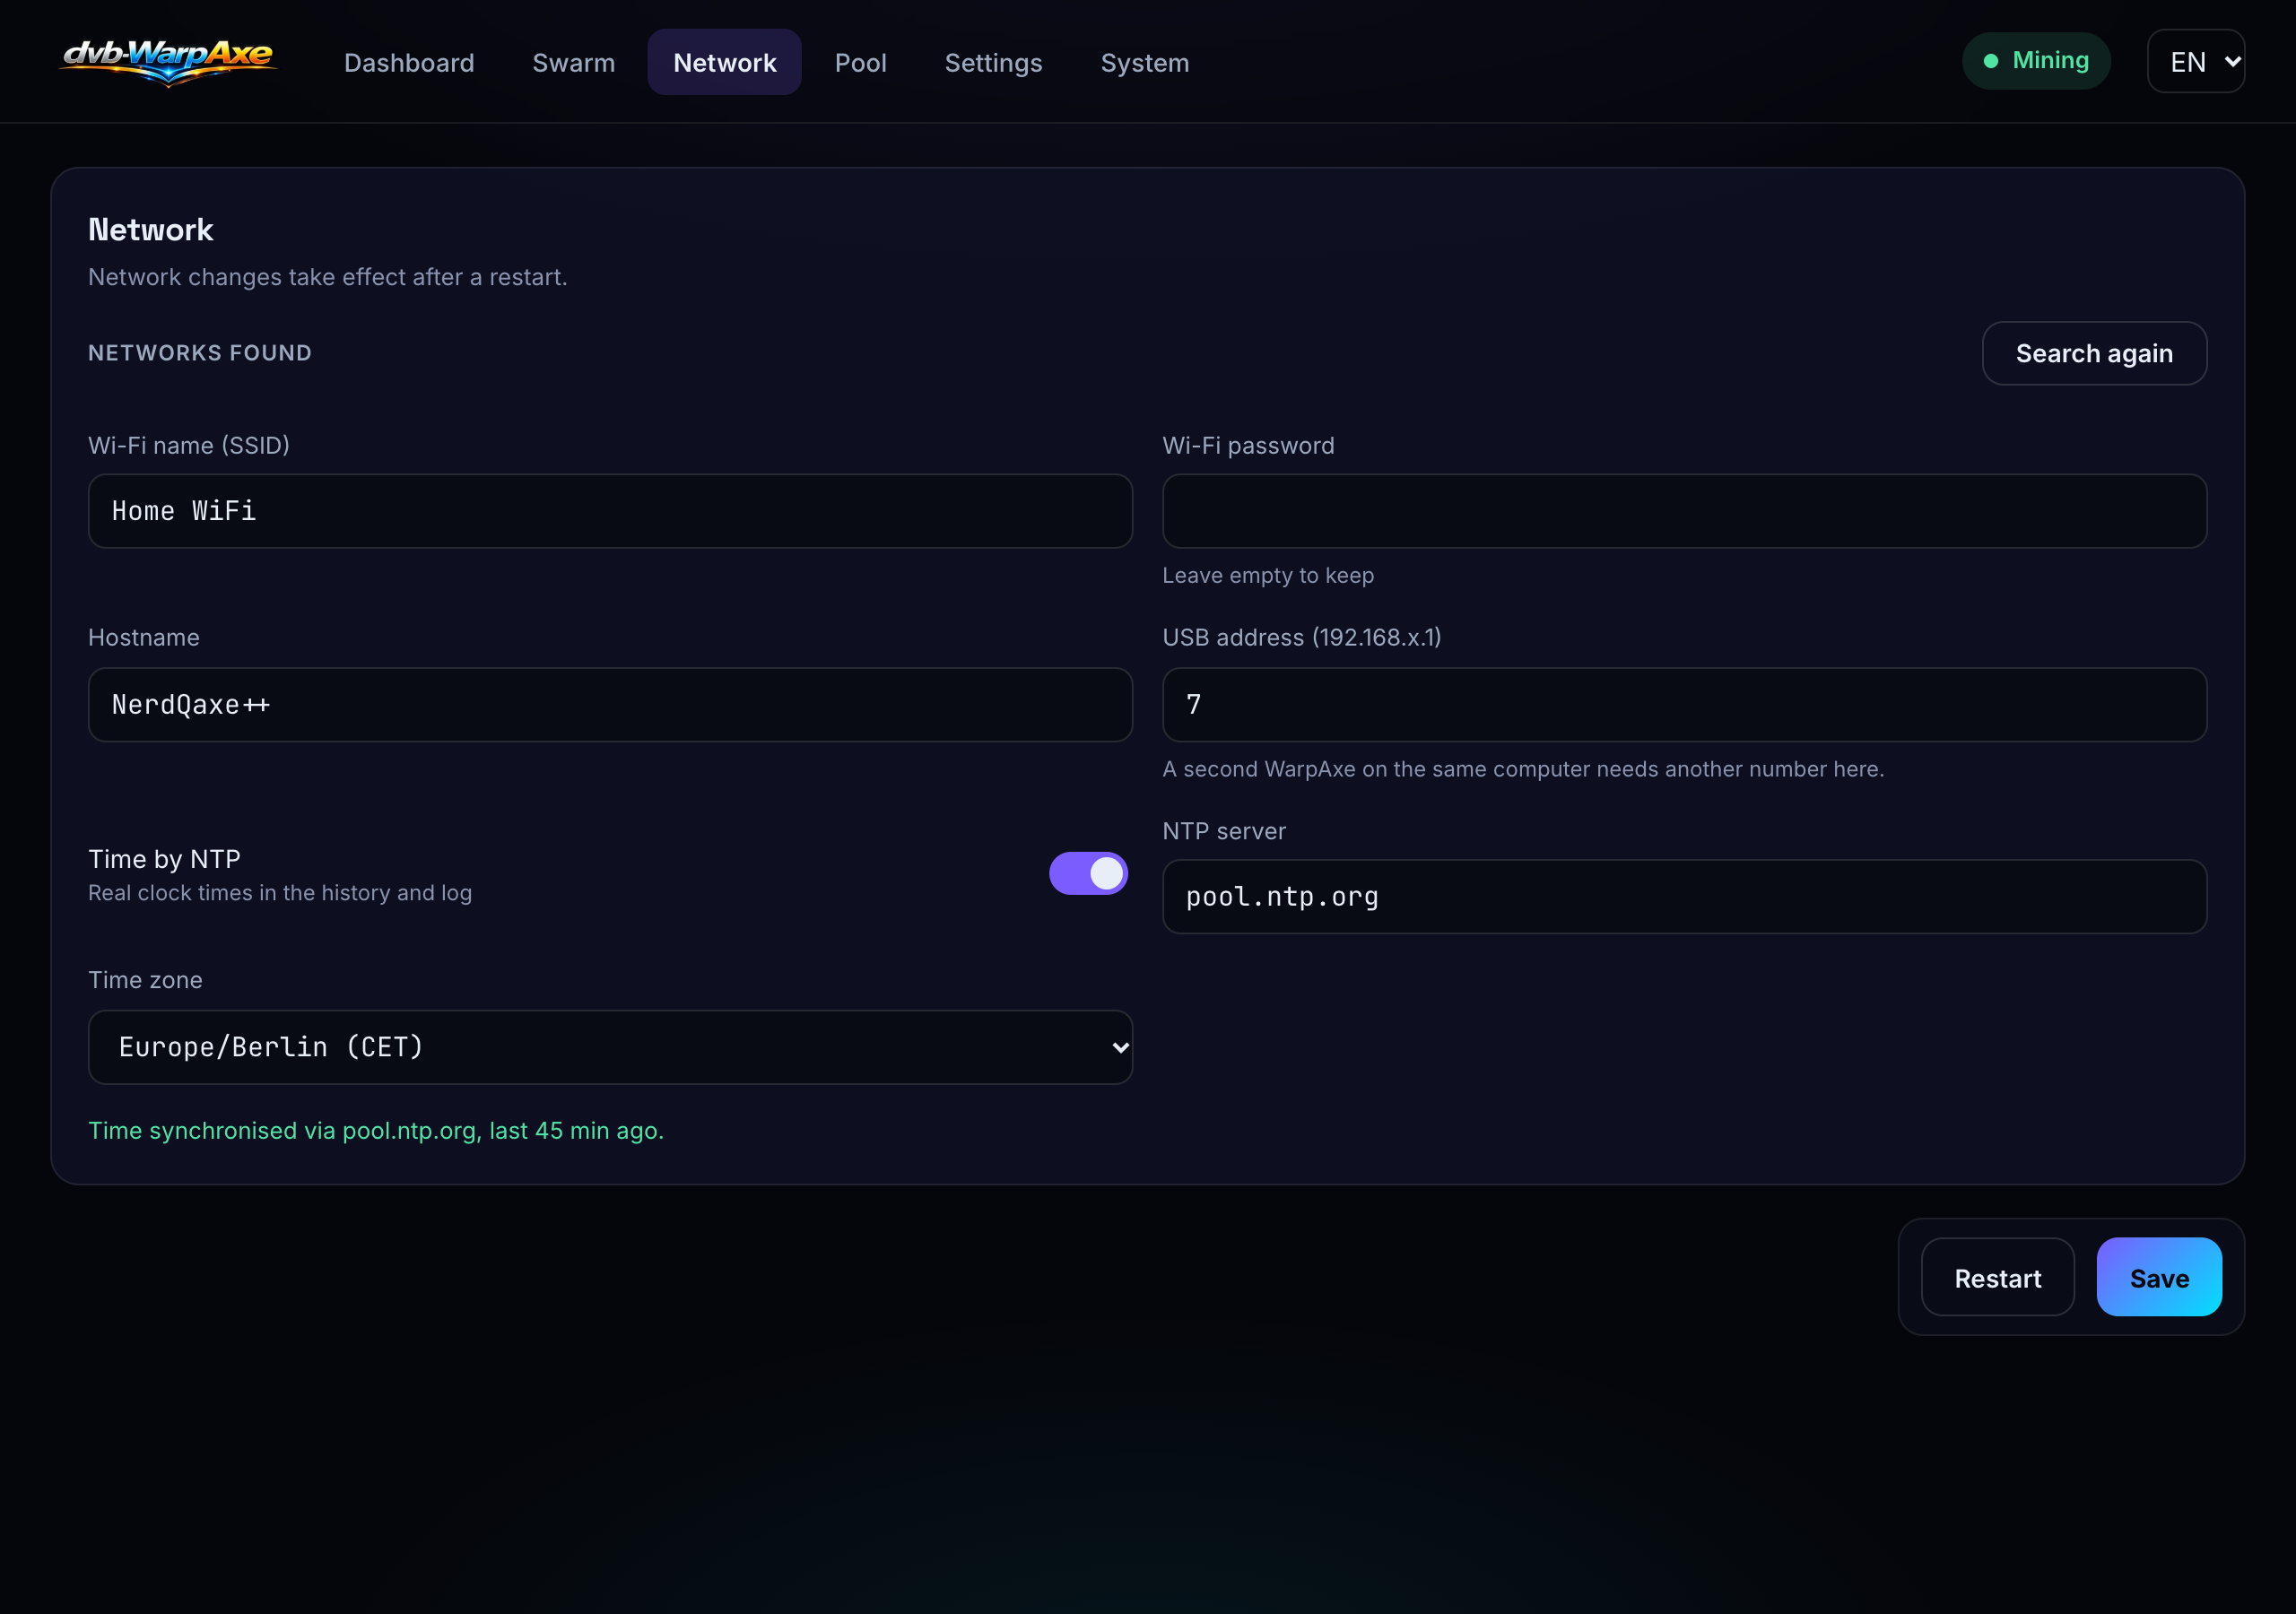 dvb-WarpAxe
Dashboard
Swarm
Network
Pool
Settings
System
Mining
EN
Network
Network changes take effect after a restart.
NETWORKS FOUND
Search again
Wi-Fi name (SSID)
Home WiFi
Wi-Fi password
Leave empty to keep
Hostname
NerdQaxe++
USB address (192.168.x.1)
7
A second WarpAxe on the same computer needs another number here.
Time by NTP
Real clock times in the history and log
NTP server
pool.ntp.org
Time zone
Europe/Berlin (CET)
Time synchronised via pool.ntp.org, last 45 min ago.
Restart
Save